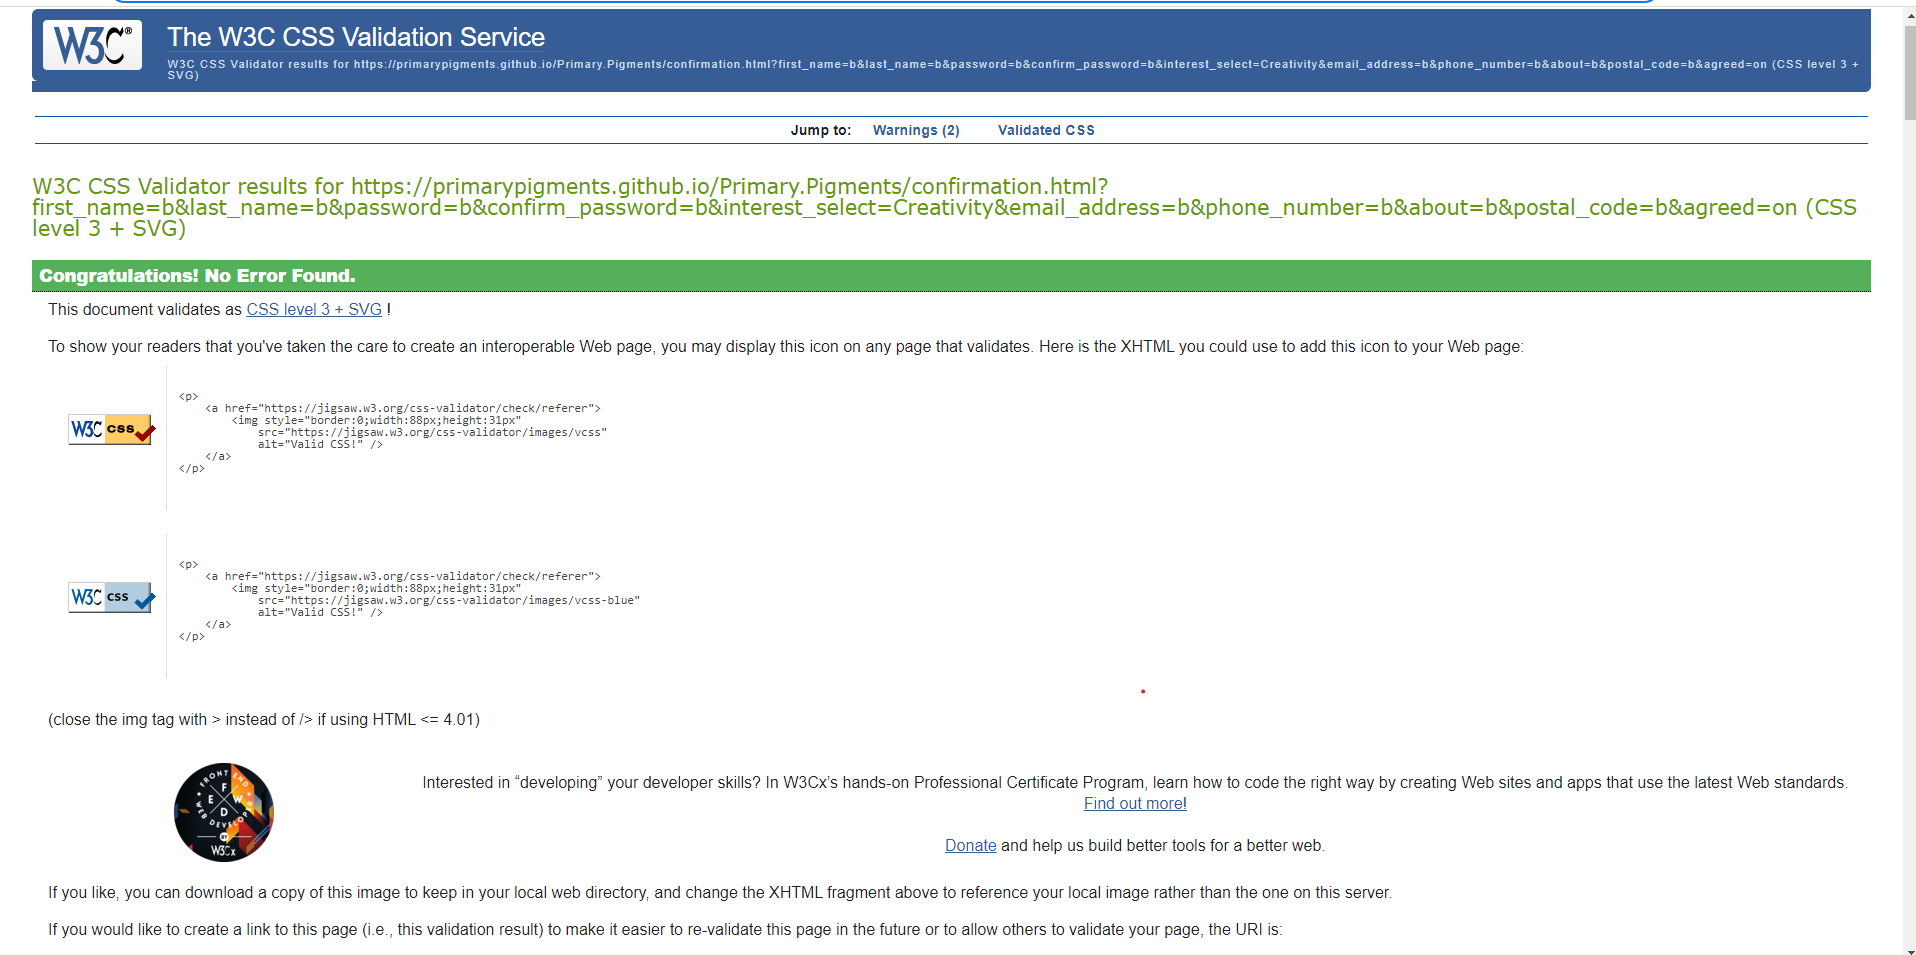 W3C®
The W3C CSS Validation Service
W3C CSS Validator results for https://primarypigments.github.io/Primary.Pigments/confirmation.html?first_name=b&last_name=b&password=b&confirm_password=b&interest_select=Creativity&email_address=b&phone_number=b&about=b&postal_code=b&agreed=on (CSS level 3 +
SVG)
Jump to: Warnings (2) Validated CSS
W3C CSS Validator results for https://primarypigments.github.io/Primary.Pigments/confirmation.html?
first_name=b&last_name=b&password=b&confirm_password=b&interest_select=Creativity&email_address=b&phone_number=b&about=b&postal_code=b&agreed=on (CSS
level 3 + SVG)
Congratulations! No Error Found.
This document validates as CSS level 3 + SVG !
To show your readers that you've taken the care to create an interoperable Web page, you may display this icon on any page that validates. Here is the XHTML you could use to add this icon to your Web page:
W3C css
<p>
<a href="https://jigsaw.w3.org/css-validator/check/referer">
<img style="border:0;width:88px;height:31px"
src="https://jigsaw.w3.org/css-validator/images/vcss"
alt="Valid CSS!" />
</a>
</p>
W3C css
<p>
<a href="https://jigsaw.w3.org/css-validator/check/referer">
<img style="border:0;width:88px;height:31px"
src="https://jigsaw.w3.org/css-validator/images/vcss-blue"
alt="Valid CSS!" />
</a>
</p>
(close the img tag with > instead of /> if using HTML <= 4.01)
FRONT END
F E W D
WEB DEVELOPER
BY
W3Cx
Interested in “developing” your developer skills? In W3Cx’s hands-on Professional Certificate Program, learn how to code the right way by creating Web sites and apps that use the latest Web standards.
Find out more!
Donate and help us build better tools for a better web.
If you like, you can download a copy of this image to keep in your local web directory, and change the XHTML fragment above to reference your local image rather than the one on this server.
If you would like to create a link to this page (i.e., this validation result) to make it easier to re-validate this page in the future or to allow others to validate your page, the URI is: